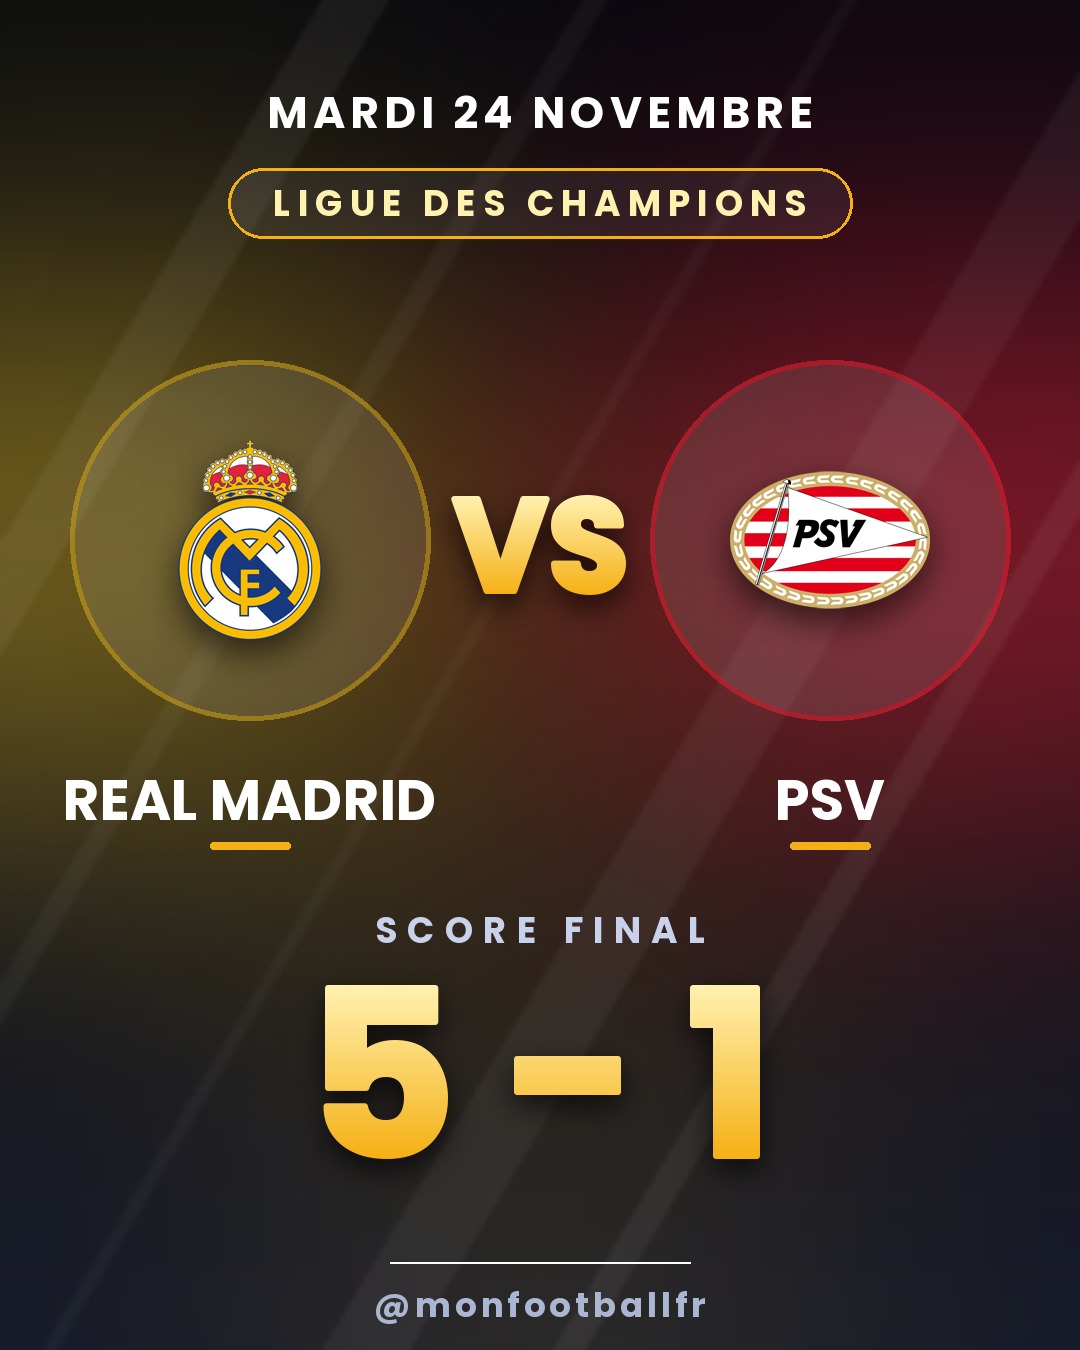 MARDI 24 NOVEMBRE
LIGUE DES CHAMPIONS
VS
PSV
REAL MADRID
PSV
SCORE FINAL
5 - 1
@monfootballfr